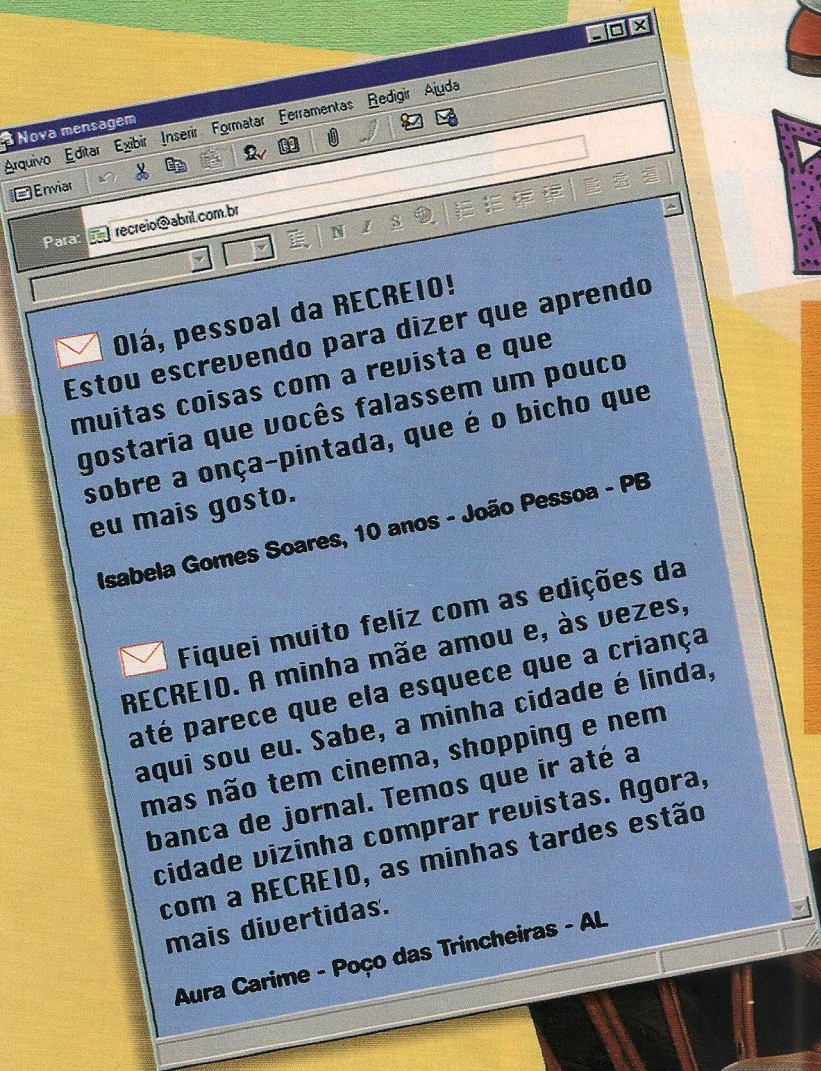 Nova mensagem
Arquivo Editar Exibir Inserir Formatar Ferramentas Redigir Ajuda
Enviar
Para: recreio@abril.com.br
N I S
Olá, pessoal da RECREIO!
Estou escrevendo para dizer que aprendo
muitas coisas com a revista e que
gostaria que vocês falassem um pouco
sobre a onça-pintada, que é o bicho que
eu mais gosto.
Isabela Gomes Soares, 10 anos - João Pessoa - PB
Fiquei muito feliz com as edições da
RECREIO. A minha mãe amou e, às vezes,
até parece que ela esquece que a criança
aqui sou eu. Sabe, a minha cidade é linda,
mas não tem cinema, shopping e nem
banca de jornal. Temos que ir até a
cidade vizinha comprar revistas. Agora,
com a RECREIO, as minhas tardes estão
mais divertidas.
Aura Carime - Poço das Trincheiras - AL